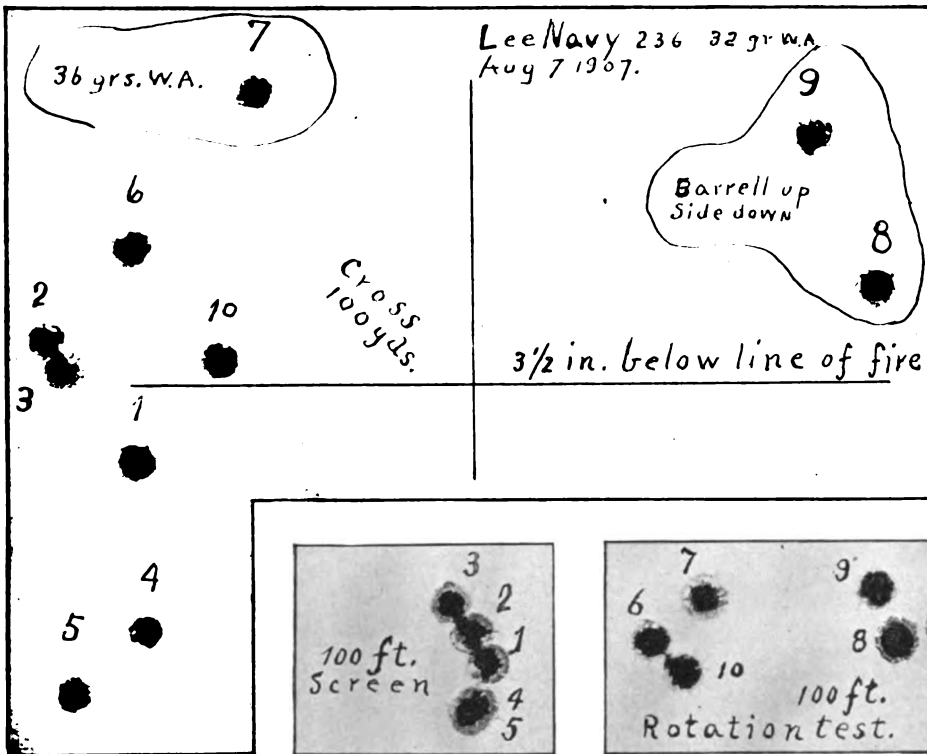 7
36 grs. W.A.
Lee Navy 236 32 gr W.A.
Aug 7 1907.
9
6
Barrell up
Side down
8
2
10
Cross
100 yds.
3½ in. below line of fire
3
1
4
5
3
2
1
100 ft.
Screen
4
5
7
9
6
8
10
100 ft.
Rotation test.